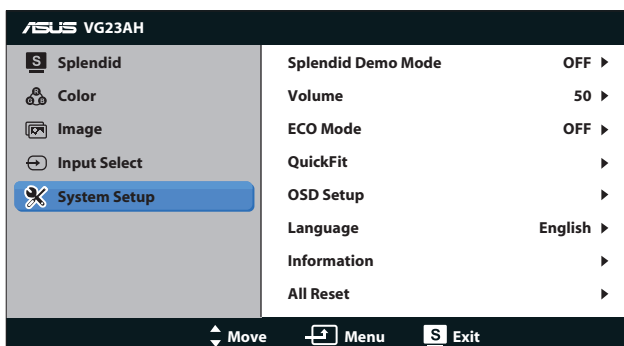 ASUS VG23AH
S Splendid
Color
Image
Input Select
System Setup
Splendid Demo Mode OFF
Volume 50
ECO Mode OFF
QuickFit
OSD Setup
Language English
Information
All Reset
Move Menu S Exit